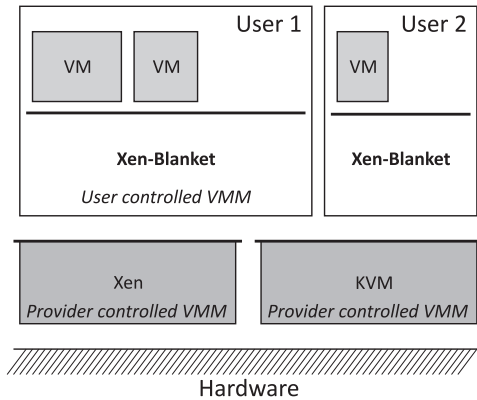 User 1
User 2
VM
VM
VM
Xen-Blanket
Xen-Blanket
User controlled VMM
Xen
KVM
Provider controlled VMM
Provider controlled VMM
Hardware